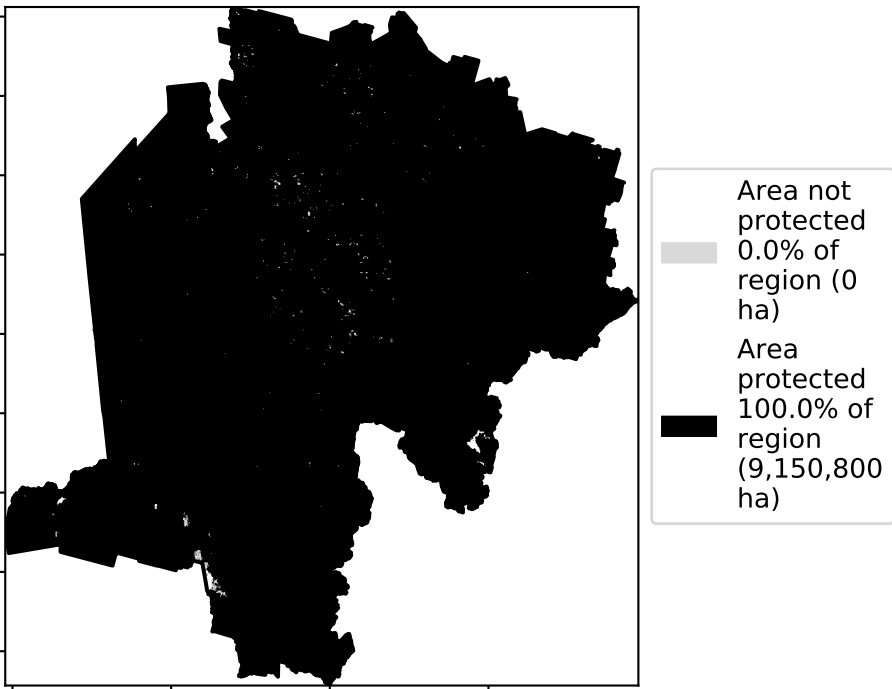 Area not
protected
0.0% of
region (0
ha)
Area
protected
100.0% of
region
(9,150,800
ha)